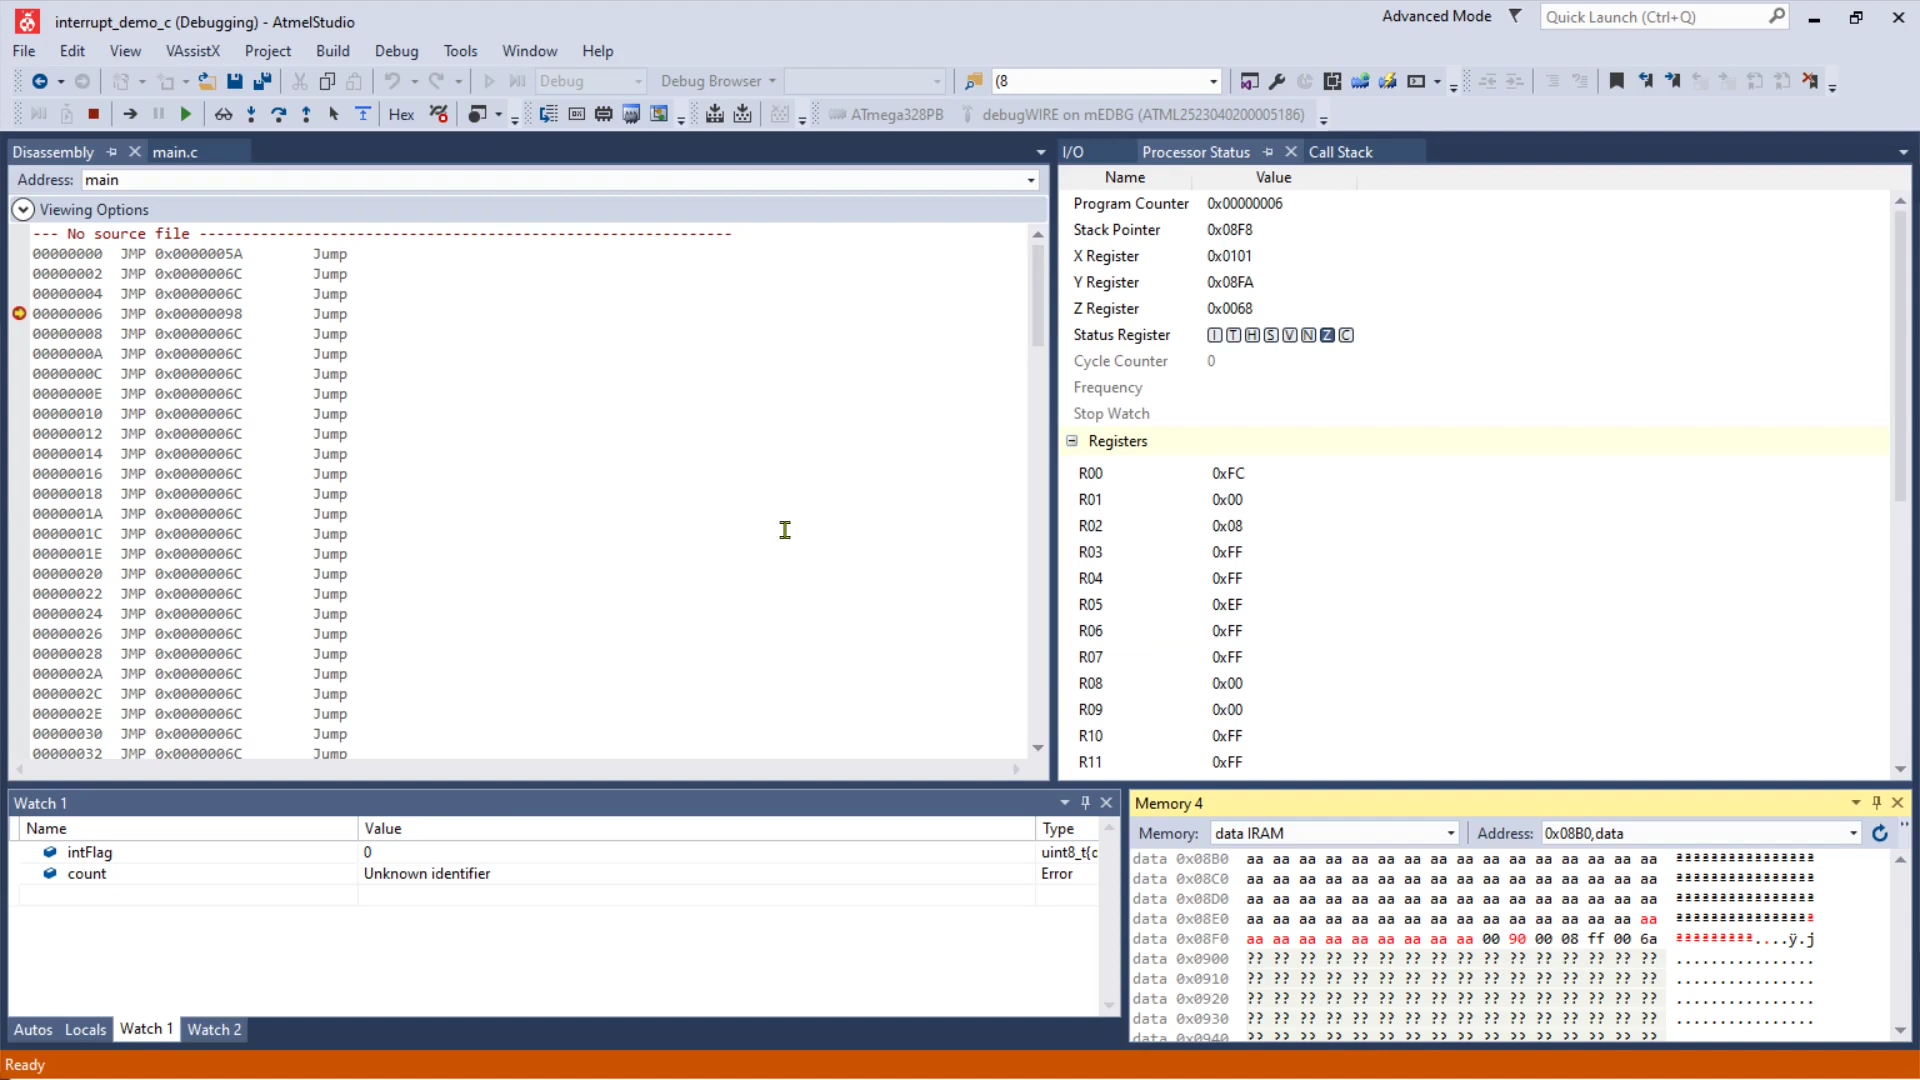 interrupt_demo_c (Debugging) - AtmelStudio
Advanced Mode
Quick Launch (Ctrl+Q)
File Edit View VAssistX Project Build Debug Tools Window Help
Debug Debug Browser (8
Hex ATmega328PB debugWIRE on mEDBG (ATML2523040200005186)
Disassembly main.c
Address: main
Viewing Options
--- No source file --------------------------------------------------------------
00000000 JMP 0x0000005A Jump
00000002 JMP 0x0000006C Jump
00000004 JMP 0x0000006C Jump
00000006 JMP 0x00000098 Jump
00000008 JMP 0x0000006C Jump
0000000A JMP 0x0000006C Jump
0000000C JMP 0x0000006C Jump
0000000E JMP 0x0000006C Jump
00000010 JMP 0x0000006C Jump
00000012 JMP 0x0000006C Jump
00000014 JMP 0x0000006C Jump
00000016 JMP 0x0000006C Jump
00000018 JMP 0x0000006C Jump
0000001A JMP 0x0000006C Jump
0000001C JMP 0x0000006C Jump
0000001E JMP 0x0000006C Jump
00000020 JMP 0x0000006C Jump
00000022 JMP 0x0000006C Jump
00000024 JMP 0x0000006C Jump
00000026 JMP 0x0000006C Jump
00000028 JMP 0x0000006C Jump
0000002A JMP 0x0000006C Jump
0000002C JMP 0x0000006C Jump
0000002E JMP 0x0000006C Jump
00000030 JMP 0x0000006C Jump
00000032 JMP 0x0000006C Jump
I/O Processor Status Call Stack
Name Value
Program Counter 0x00000006
Stack Pointer 0x08F8
X Register 0x0101
Y Register 0x08FA
Z Register 0x0068
Status Register I T H S V N Z C
Cycle Counter 0
Frequency
Stop Watch
Registers
R00 0xFC
R01 0x00
R02 0x08
R03 0xFF
R04 0xFF
R05 0xEF
R06 0xFF
R07 0xFF
R08 0x00
R09 0x00
R10 0xFF
R11 0xFF
Watch 1
Name Value Type
intFlag 0 uint8_t{c
count Unknown identifier Error
Autos Locals Watch 1 Watch 2
Memory 4
Memory: data IRAM Address: 0x08B0,data
data 0x08B0 aa aa aa aa aa aa aa aa aa aa aa aa aa aa aa aa ªªªªªªªªªªªªªªªª
data 0x08C0 aa aa aa aa aa aa aa aa aa aa aa aa aa aa aa aa ªªªªªªªªªªªªªªªª
data 0x08D0 aa aa aa aa aa aa aa aa aa aa aa aa aa aa aa aa ªªªªªªªªªªªªªªªª
data 0x08E0 aa aa aa aa aa aa aa aa aa aa aa aa aa aa aa aa ªªªªªªªªªªªªªªªª
data 0x08F0 aa aa aa aa aa aa aa aa aa 00 90 00 08 ff 00 6a ªªªªªªªªª....ÿ.j
data 0x0900 ?? ?? ?? ?? ?? ?? ?? ?? ?? ?? ?? ?? ?? ?? ?? ?? ................
data 0x0910 ?? ?? ?? ?? ?? ?? ?? ?? ?? ?? ?? ?? ?? ?? ?? ?? ................
data 0x0920 ?? ?? ?? ?? ?? ?? ?? ?? ?? ?? ?? ?? ?? ?? ?? ?? ................
data 0x0930 ?? ?? ?? ?? ?? ?? ?? ?? ?? ?? ?? ?? ?? ?? ?? ?? ................
data 0x0940 ?? ?? ?? ?? ?? ?? ?? ?? ?? ?? ?? ?? ?? ?? ?? ?? ................
Ready